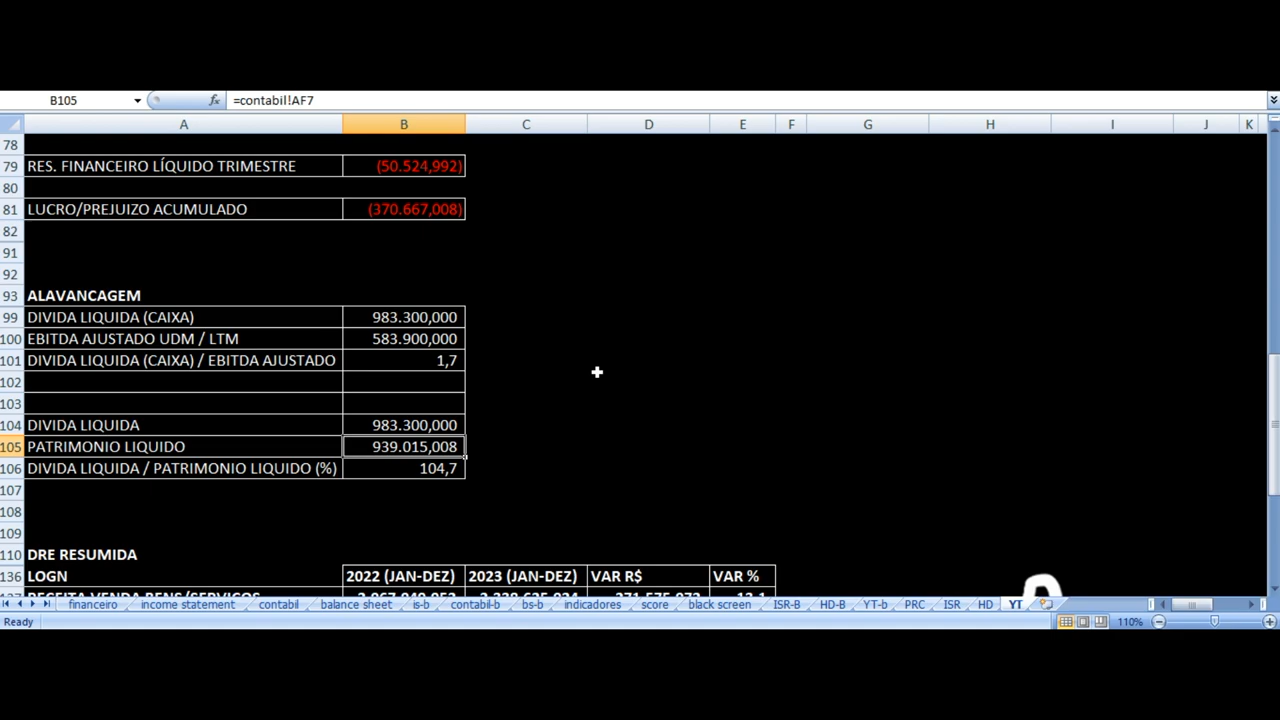 B105 fx =contabil!AF7
A B C D E F G H I J K
78
79 RES. FINANCEIRO LÍQUIDO TRIMESTRE (50.524,992)
80
81 LUCRO/PREJUIZO ACUMULADO (370.667,008)
82
91
92
93 ALAVANCAGEM
99 DIVIDA LIQUIDA (CAIXA) 983.300,000
100 EBITDA AJUSTADO UDM / LTM 583.900,000
101 DIVIDA LIQUIDA (CAIXA) / EBITDA AJUSTADO 1,7
102
103
104 DIVIDA LIQUIDA 983.300,000
105 PATRIMONIO LIQUIDO 939.015,008
106 DIVIDA LIQUIDA / PATRIMONIO LIQUIDO (%) 104,7
107
108
109
110 DRE RESUMIDA
136 LOGN 2022 (JAN-DEZ) 2023 (JAN-DEZ) VAR R$ VAR %
financeiro income statement contabil balance sheet is-b contabil-b bs-b indicadores score black screen ISR-B HD-B YT-b PRC ISR HD YT
Ready 110%